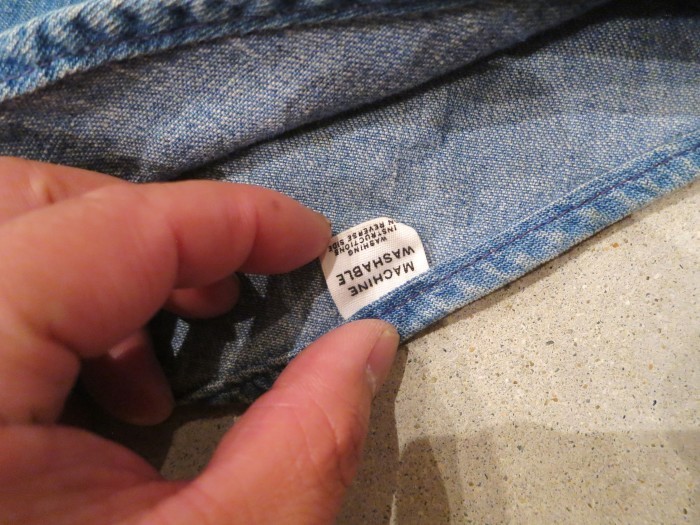 MACHINE
WASHABLE
WASHING
INSTRUCTIONS
N REVERSE SIDE